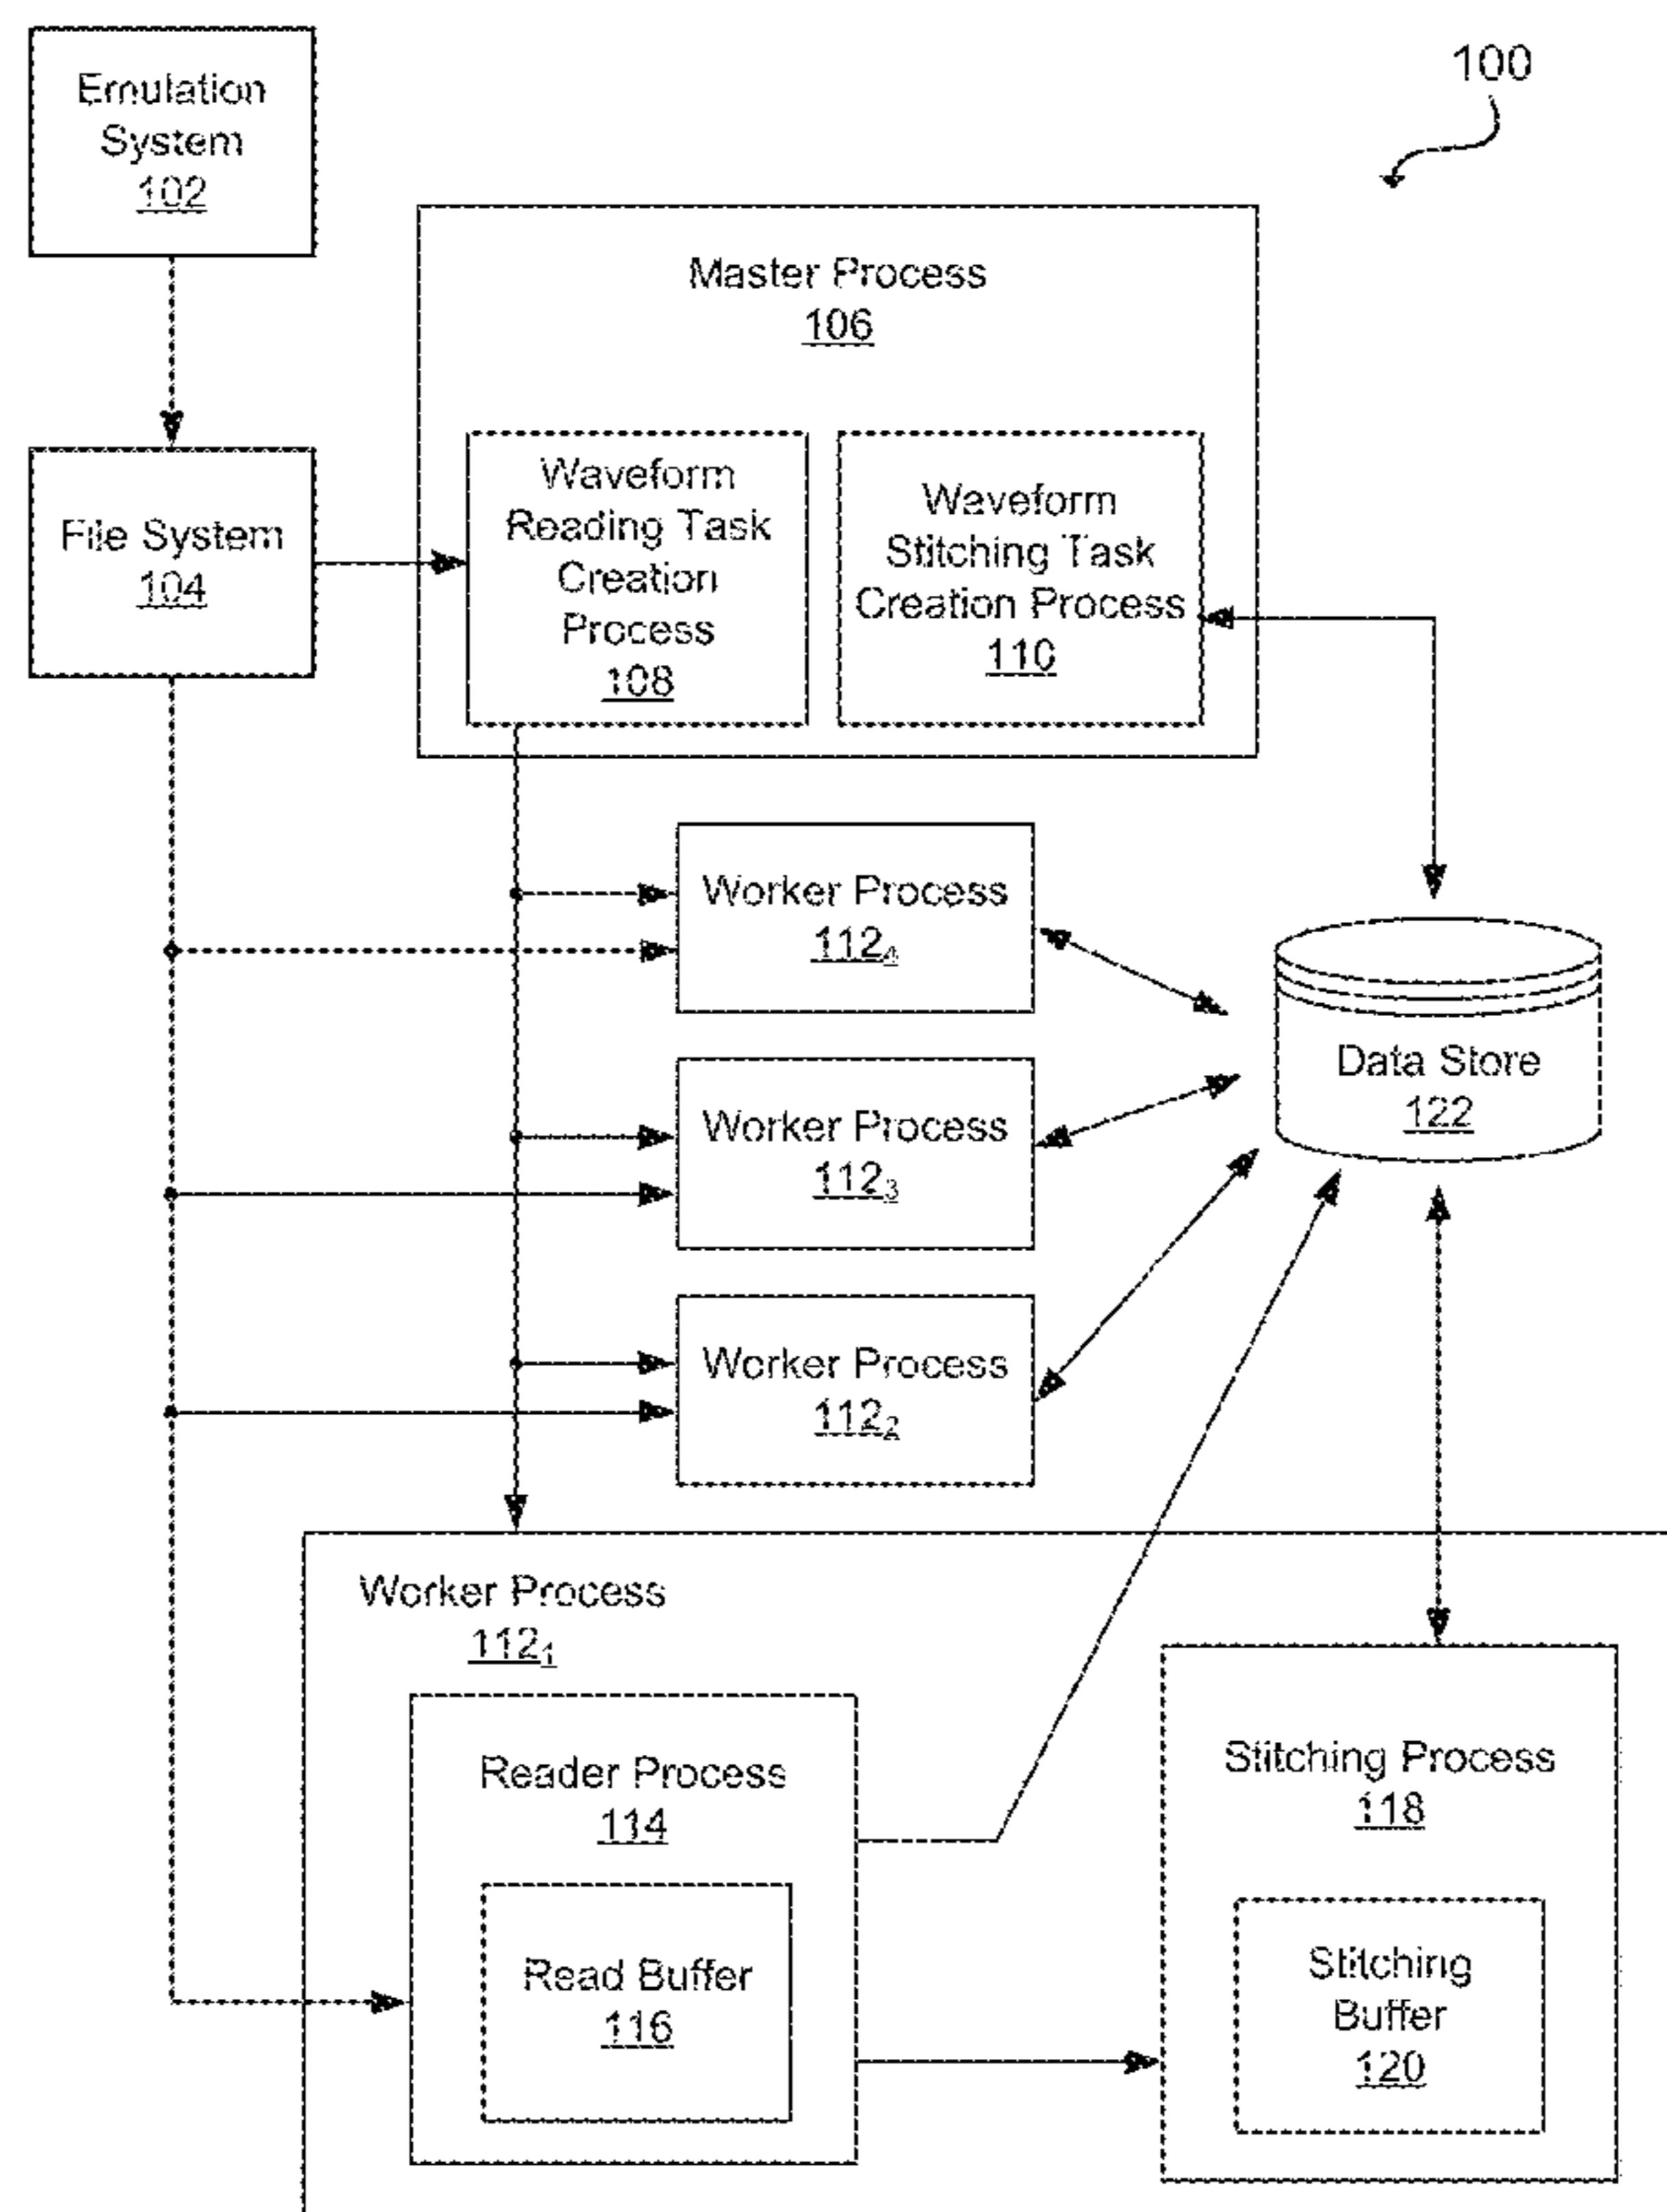 100
Emulation
System
102
Master Process
106
File System
104
Waveform
Reading Task
Creation
Process
108
Waveform
Stitching Task
Creation Process
110
Worker Process
112₄
Worker Process
112₃
Worker Process
112₂
Data Store
122
Worker Process
112₁
Reader Process
114
Read Buffer
116
Stitching Process
118
Stitching
Buffer
120